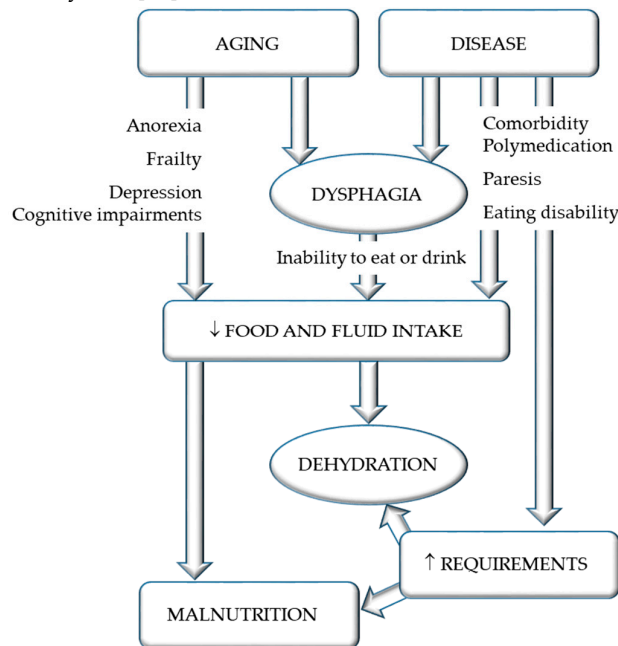 AGING
DISEASE
Anorexia
Frailty
Depression
Cognitive impairments
Comorbidity
Polymedication
Paresis
Eating disability
DYSPHAGIA
Inability to eat or drink
↓ FOOD AND FLUID INTAKE
DEHYDRATION
↑ REQUIREMENTS
MALNUTRITION